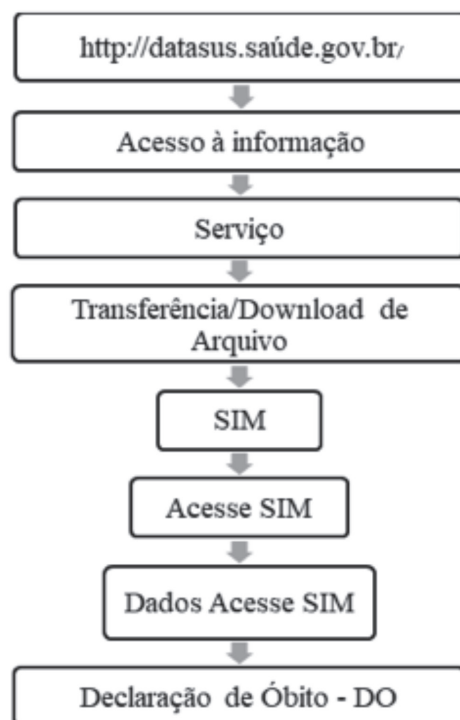 http://datasus.saúde.gov.br/
Acesso à informação
Serviço
Transferência/Download de
Arquivo
SIM
Acesse SIM
Dados Acesse SIM
Declaração de Óbito - DO